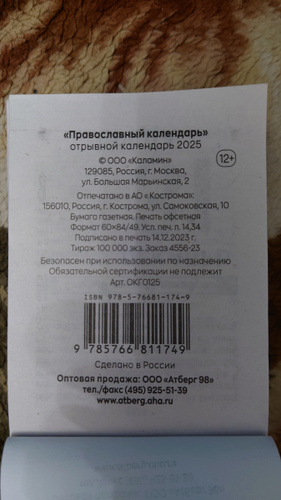 «Православный календарь»
отрывной календарь 2025
© ООО «Каламин»
12+
129085, Россия, г. Москва,
ул. Большая Марьинская, 2
Отпечатано в АО «Кострома»:
156010, Россия, г. Кострома, ул. Самоковская, 10
Бумага газетная. Печать офсетная
Формат 60×84/49. Усл. печ. л. 14,34
Подписано в печать 14.12.2023 г.
Тираж 100 000 экз. Заказ 4556-23
Безопасен при использовании по назначению
Обязательной сертификации не подлежит
Арт. ОКГ0125
ISBN 978-5-76681-174-9
9 785766 811749
Сделано в России
Оптовая продажа: ООО «Атберг 98»
тел./факс (495) 925-51-39
www.atberg.aha.ru